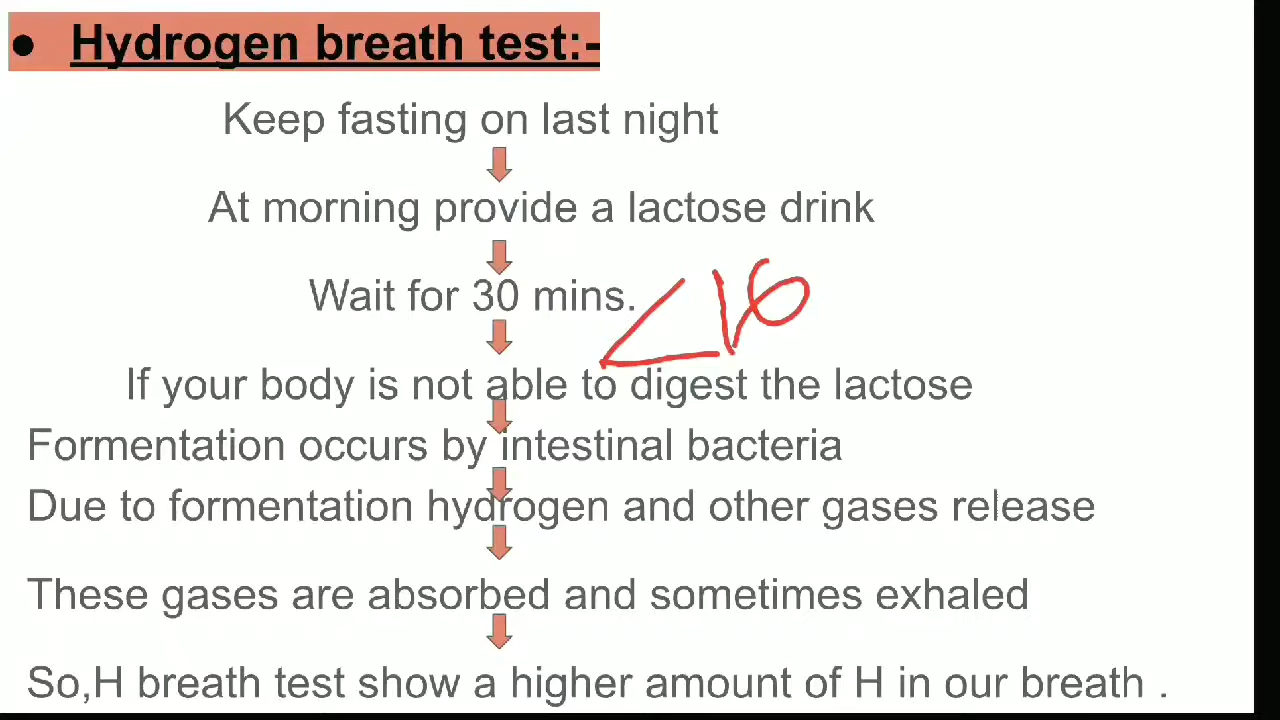 ● Hydrogen breath test:-
Keep fasting on last night
At morning provide a lactose drink
Wait for 30 mins.
<16
If your body is not able to digest the lactose
Formentation occurs by intestinal bacteria
Due to formentation hydrogen and other gases release
These gases are absorbed and sometimes exhaled
So,H breath test show a higher amount of H in our breath .